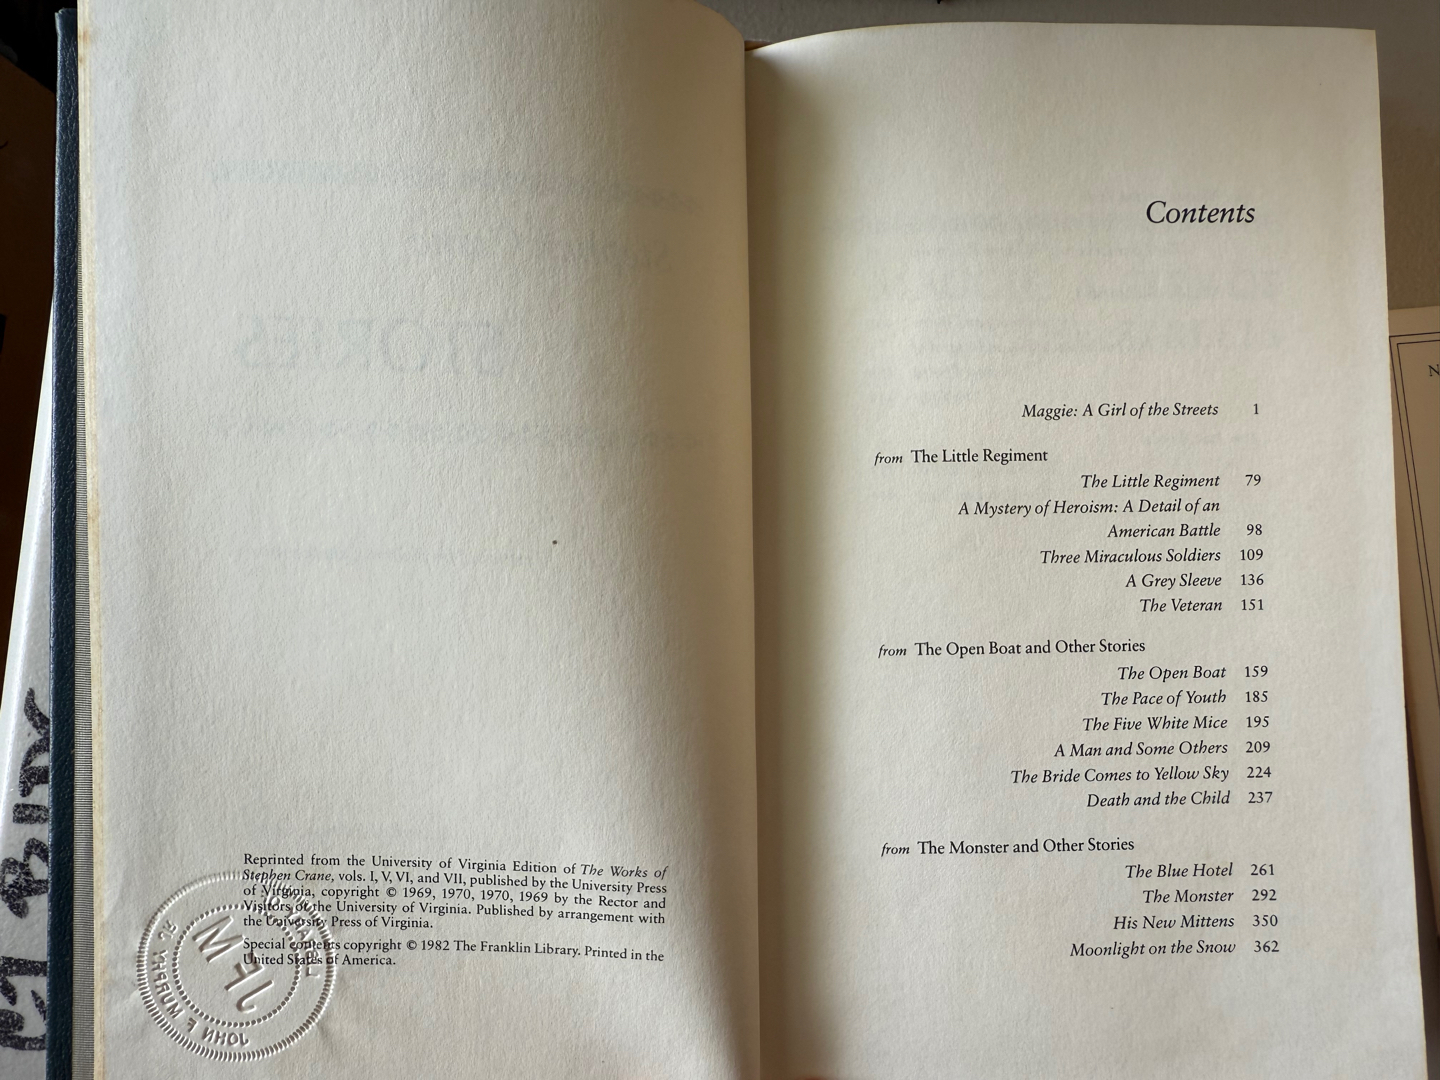 Reprinted from the University of Virginia Edition of The Works of
Stephen Crane, vols. I, V, VI, and VII, published by the University Press
of Virginia, copyright © 1969, 1970, 1970, 1969 by the Rector and
Visitors of the University of Virginia. Published by arrangement with
the University Press of Virginia.
Special contents copyright © 1982 The Franklin Library. Printed in the
United States of America.
LIBRARY OF
JOHN F MURPHY JR.
JFM
Contents
Maggie: A Girl of the Streets 1
from The Little Regiment
The Little Regiment 79
A Mystery of Heroism: A Detail of an
American Battle 98
Three Miraculous Soldiers 109
A Grey Sleeve 136
The Veteran 151
from The Open Boat and Other Stories
The Open Boat 159
The Pace of Youth 185
The Five White Mice 195
A Man and Some Others 209
The Bride Comes to Yellow Sky 224
Death and the Child 237
from The Monster and Other Stories
The Blue Hotel 261
The Monster 292
His New Mittens 350
Moonlight on the Snow 362